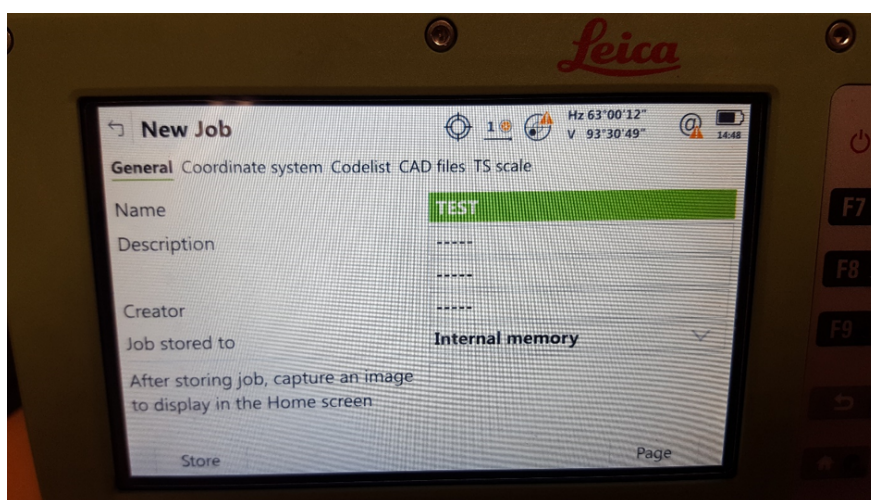 Leica
New Job
1
Hz 63°00'12"
V 93°30'49"
@
14:48
General Coordinate system Codelist CAD files TS scale
Name TEST
Description -----
-----
Creator -----
Job stored to Internal memory
After storing job, capture an image
to display in the Home screen
Store Page
F7
F8
F9